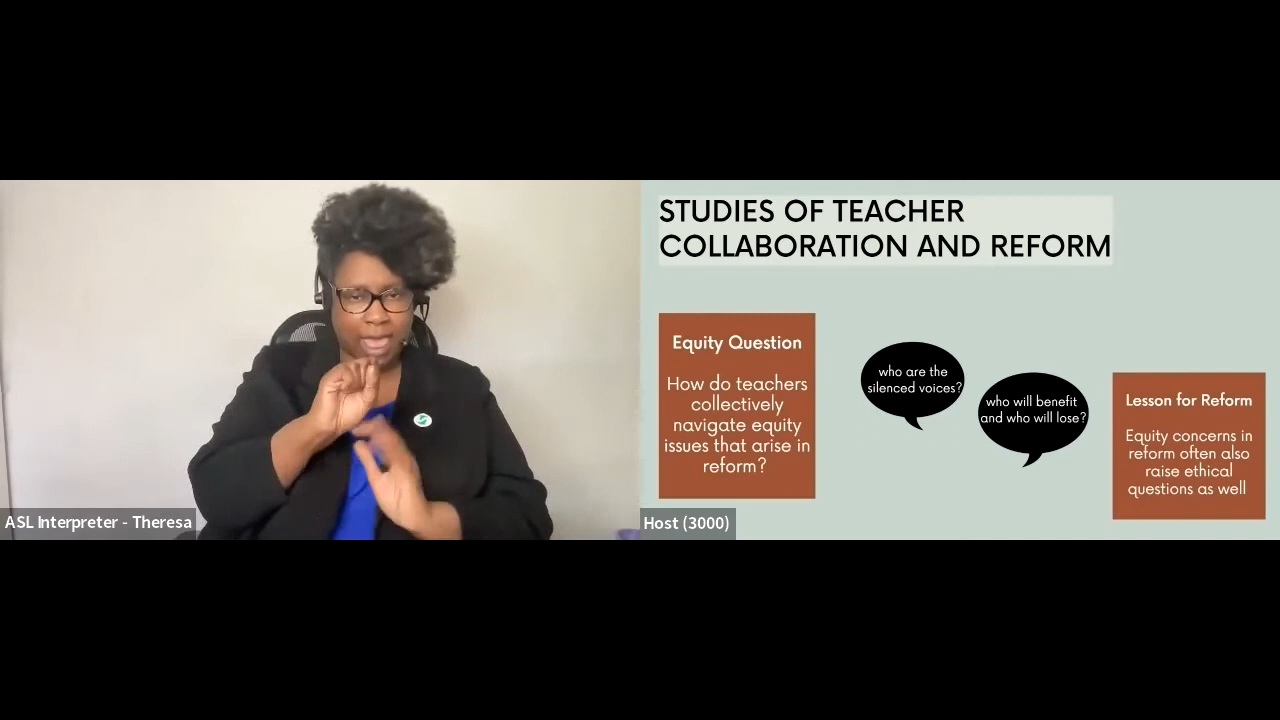 STUDIES OF TEACHER
COLLABORATION AND REFORM
Equity Question
How do teachers
collectively
navigate equity
issues that arise in
reform?
who are the
silenced voices?
who will benefit
and who will lose?
Lesson for Reform
Equity concerns in
reform often also
raise ethical
questions as well
ASL Interpreter - Theresa
Host (3000)